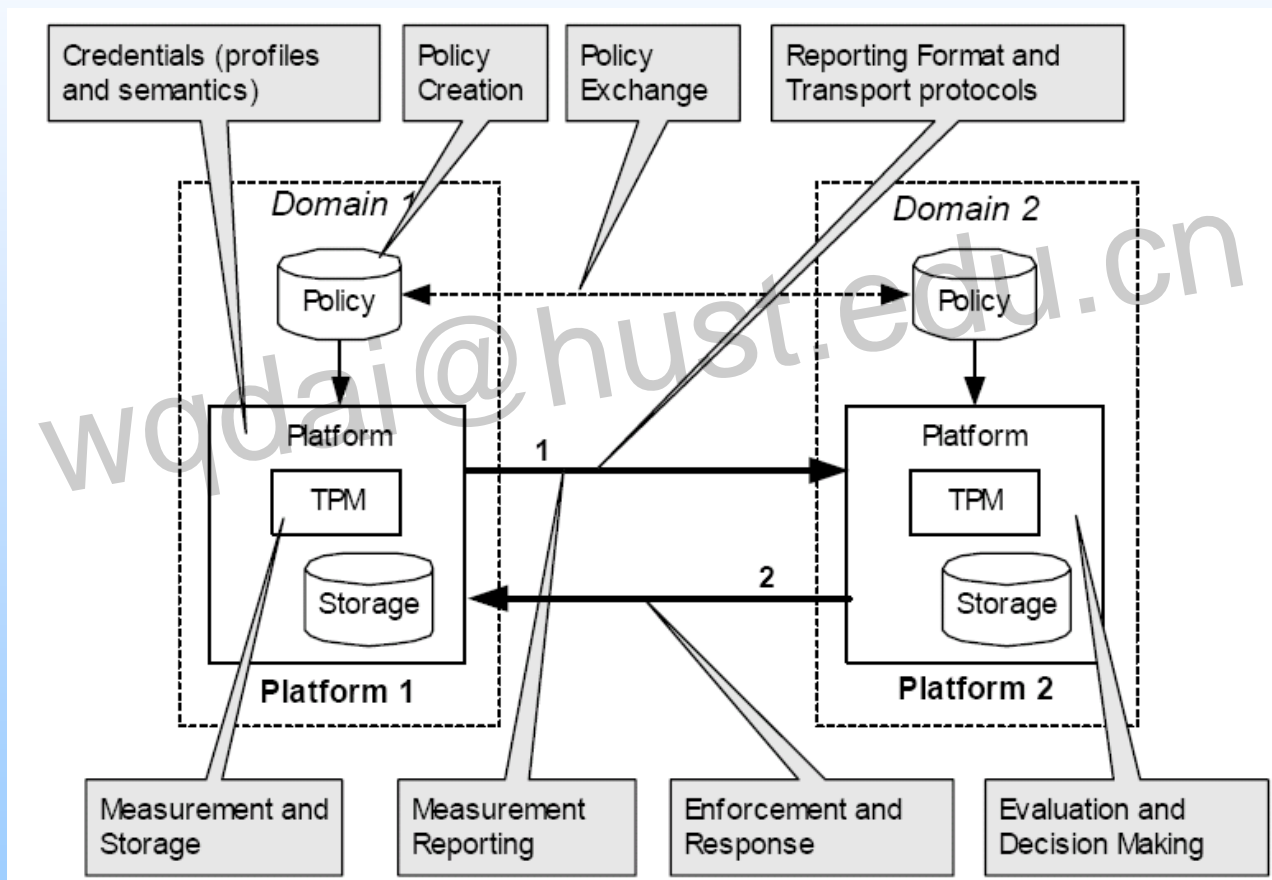 Credentials (profiles
and semantics)
Policy
Creation
Policy
Exchange
Reporting Format and
Transport protocols
Domain 1
Domain 2
Policy
Policy
wqdai@hust.edu.cn
Platform
1
Platform
TPM
TPM
2
Storage
Storage
Platform 1
Platform 2
Measurement and
Storage
Measurement
Reporting
Enforcement and
Response
Evaluation and
Decision Making